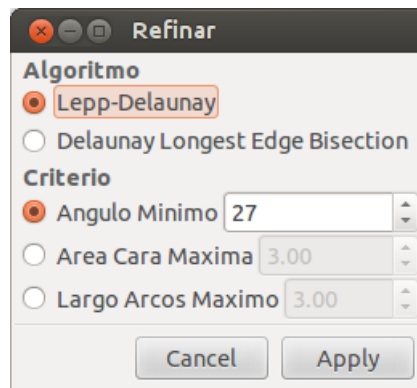 Refinar
Algoritmo
Lepp-Delaunay
Delaunay Longest Edge Bisection
Criterio
Angulo Minimo 27
Area Cara Maxima 3.00
Largo Arcos Maximo 3.00
Cancel Apply